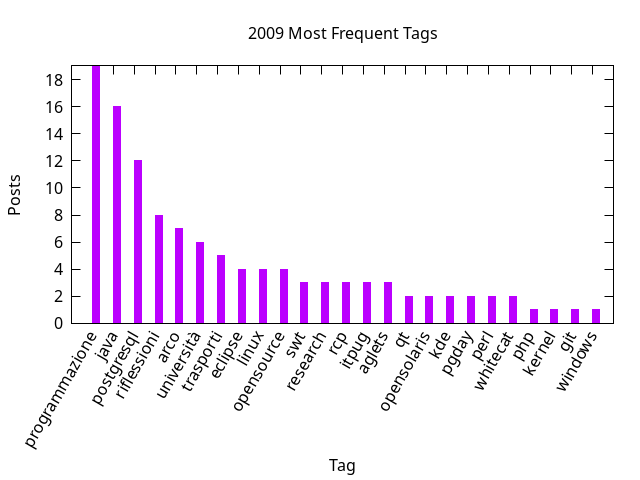 2009 Most Frequent Tags
Posts
18
16
14
12
10
8
6
4
2
0
programmazione
java
postgresql
riflessioni
arco
università
trasporti
eclipse
linux
opensource
swt
research
rcp
itpug
aglets
qt
opensolaris
kde
pgday
perl
whitecat
php
kernel
git
windows
Tag